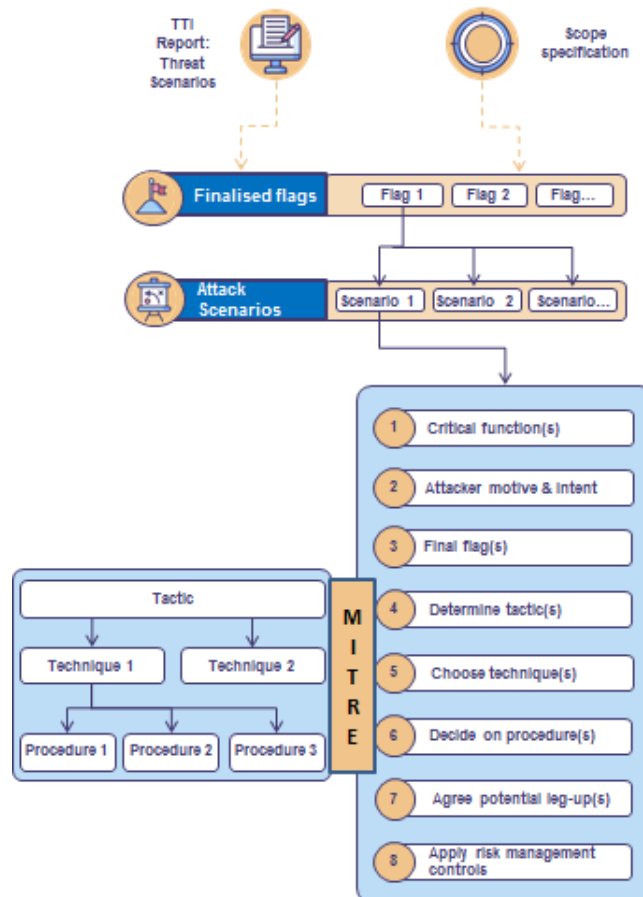 TTI
Report:
Threat
Scenarios
Scope
specification
Finalised flags
Flag 1
Flag 2
Flag...
Attack
Scenarios
Scenario 1
Scenario 2
Scenario...
1
Critical function(s)
2
Attacker motive & intent
3
Final flag(s)
4
Determine tactic(s)
5
Choose technique(s)
6
Decide on procedure(s)
7
Agree potential leg-up(s)
8
Apply risk management
controls
MITRE
Tactic
Technique 1
Technique 2
Procedure 1
Procedure 2
Procedure 3